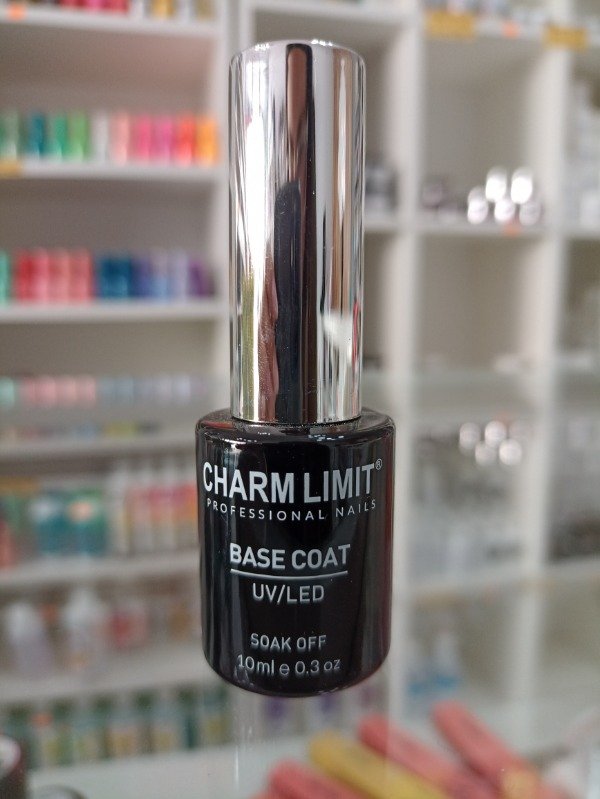 CHARM LIMIT®
PROFESSIONAL NAILS
BASE COAT
UV/LED
SOAK OFF
10ml e 0.3 oz